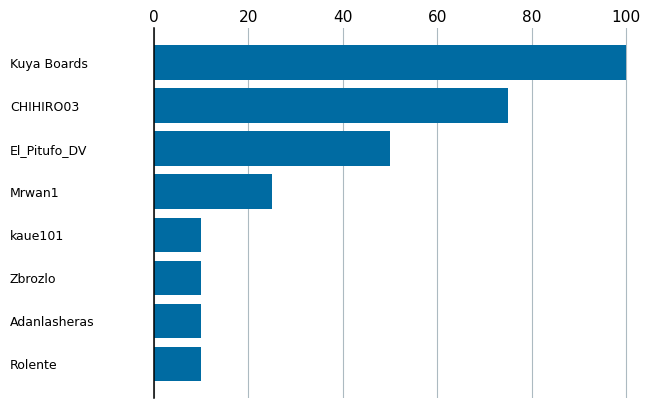 0 20 40 60 80 100
Kuya Boards
CHIHIRO03
El_Pitufo_DV
Mrwan1
kaue101
Zbrozlo
Adanlasheras
Rolente